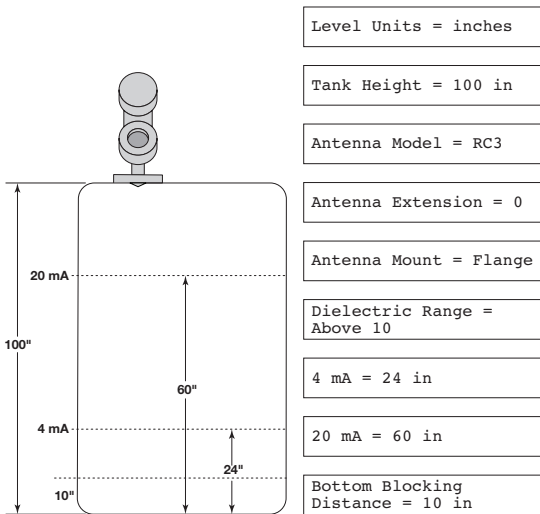 Level Units = inches
Tank Height = 100 in
Antenna Model = RC3
Antenna Extension = 0
Antenna Mount = Flange
Dielectric Range =
Above 10
4 mA = 24 in
20 mA = 60 in
Bottom Blocking
Distance = 10 in
20 mA
100"
60"
4 mA
24"
10"